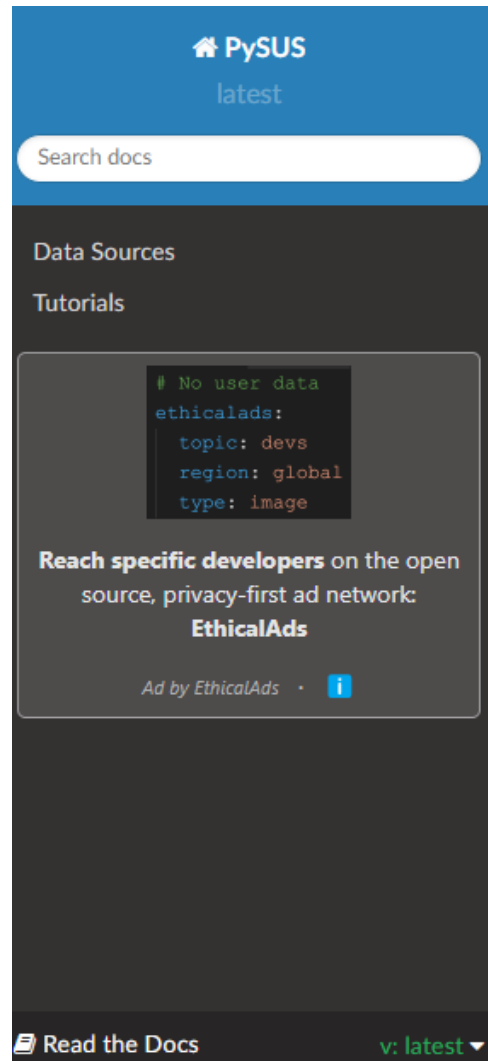 PySUS
latest
Search docs
Data Sources
Tutorials
# No user data
ethicalads:
topic: devs
region: global
type: image
Reach specific developers on the open
source, privacy-first ad network:
EthicalAds
Ad by EthicalAds · i
Read the Docs v: latest